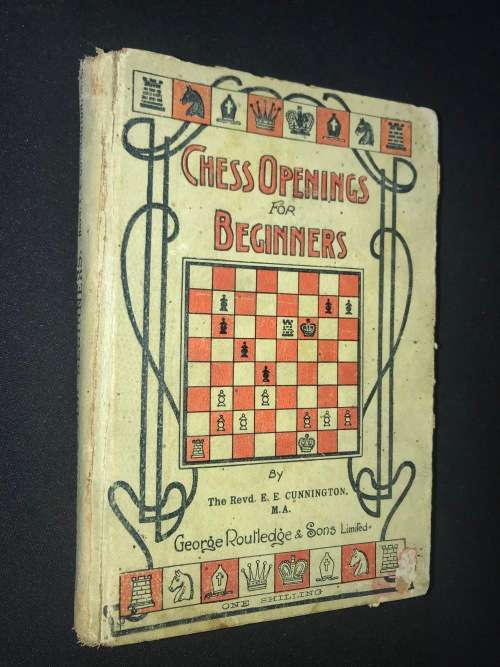 CHESS OPENINGS
FOR
BEGINNERS
BY
The Revd. E. E. CUNNINGTON.
M.A.
George Routledge & Sons Limited.
ONE SHILLING